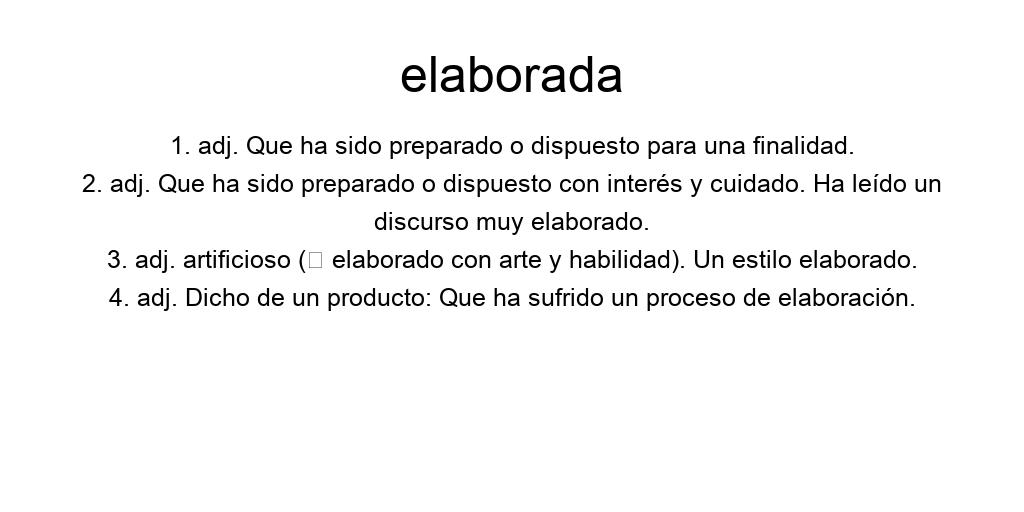 elaborada
1. adj. Que ha sido preparado o dispuesto para una finalidad.
2. adj. Que ha sido preparado o dispuesto con interés y cuidado. Ha leído un
discurso muy elaborado.
3. adj. artificioso (□ elaborado con arte y habilidad). Un estilo elaborado.
4. adj. Dicho de un producto: Que ha sufrido un proceso de elaboración.